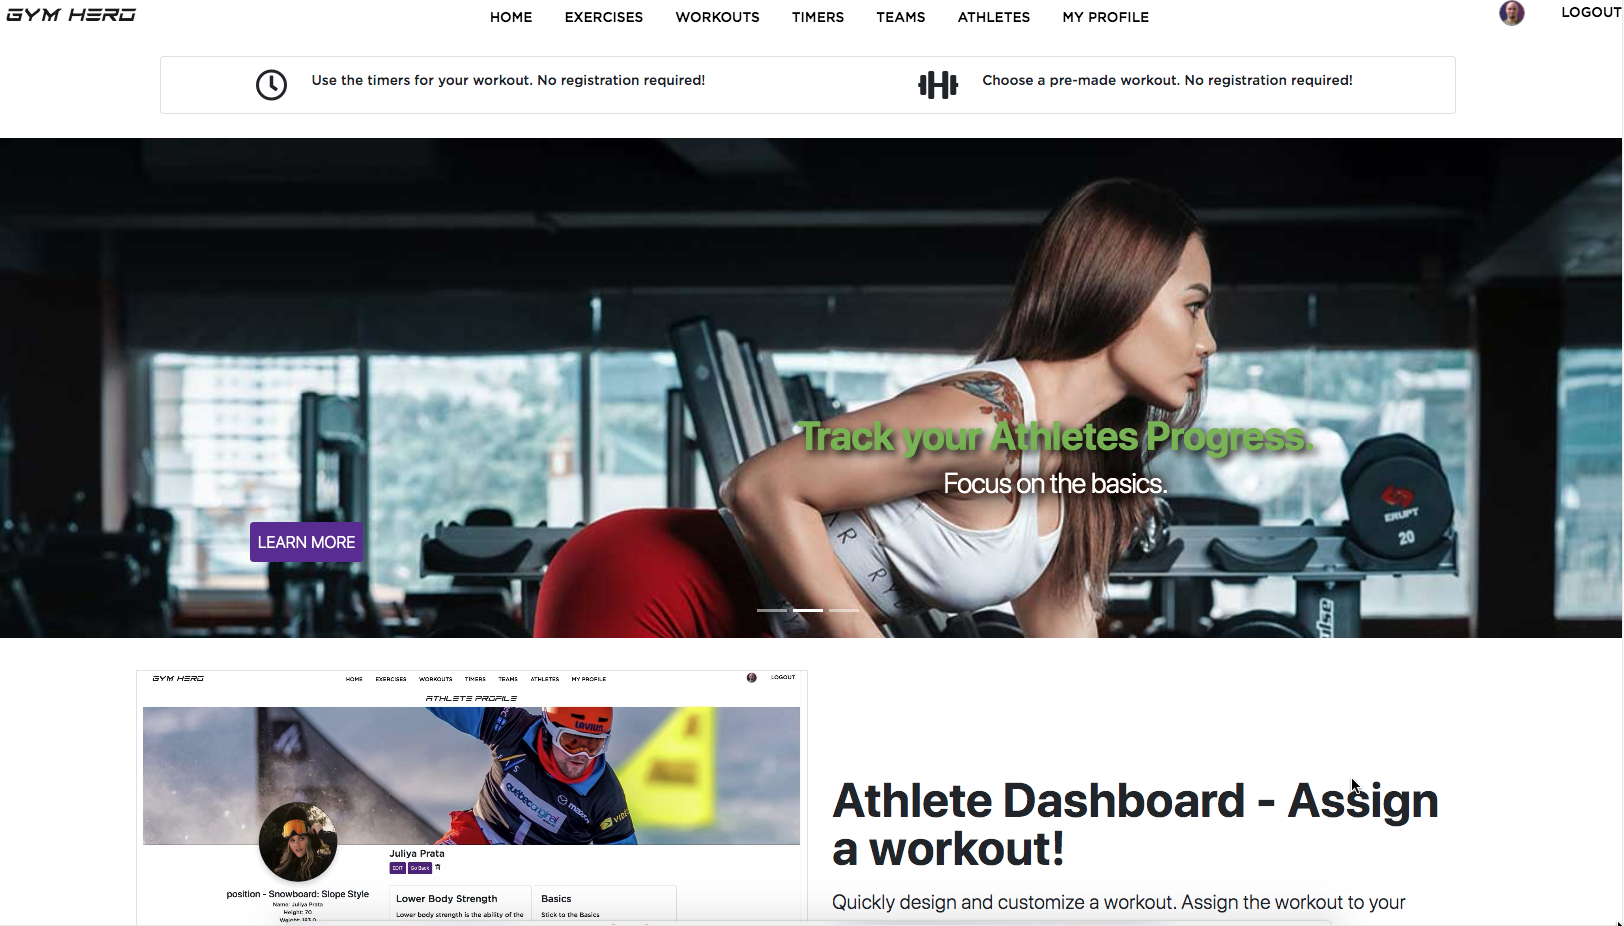 GYM HERO
HOME EXERCISES WORKOUTS TIMERS TEAMS ATHLETES MY PROFILE
LOGOUT
Use the timers for your workout. No registration required!
Choose a pre-made workout. No registration required!
Track your Athletes Progress.
Focus on the basics.
LEARN MORE
ERUPT
20
GYM HERO
HOME EXERCISES WORKOUTS TIMERS TEAMS ATHLETES MY PROFILE
LOGOUT
ATHLETE PROFILE
Juliya Prata
EDIT Go Back
position - Snowboard: Slope Style
Name: Juliya Prata
Height: 70
Lower Body Strength
Lower body strength is the ability of the
Basics
Stick to the Basics
Athlete Dashboard - Assign
a workout!
Quickly design and customize a workout. Assign the workout to your